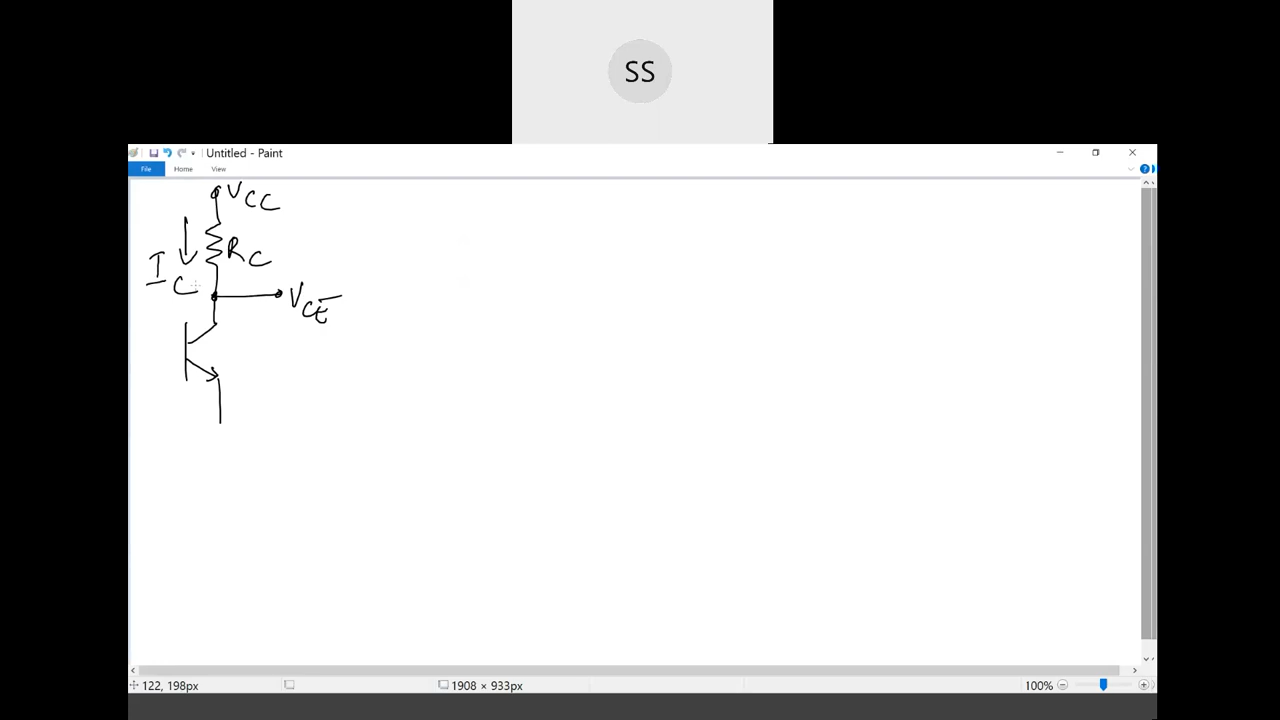 SS
Untitled - Paint
File Home View
VCC
RC
IC
VCE
122, 198px 1908 × 933px 100%